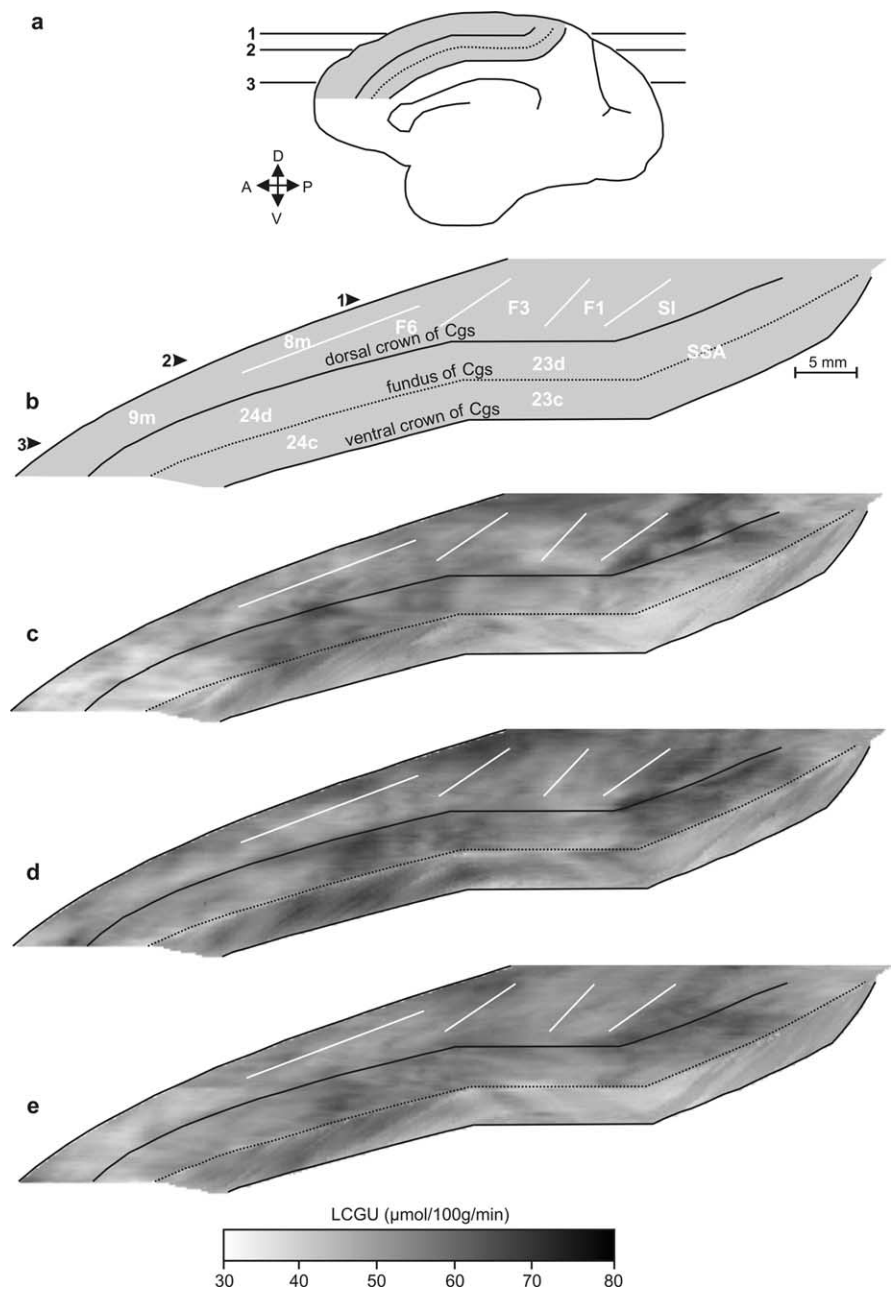 a
1
2
3
D
A P
V
1
8m
F6
F3
F1
SI
dorsal crown of Cgs
2
SSA
fundus of Cgs
23d
5 mm
b
9m
24d
23c
3
24c
ventral crown of Cgs
c
d
e
LCGU (µmol/100g/min)
30 40 50 60 70 80